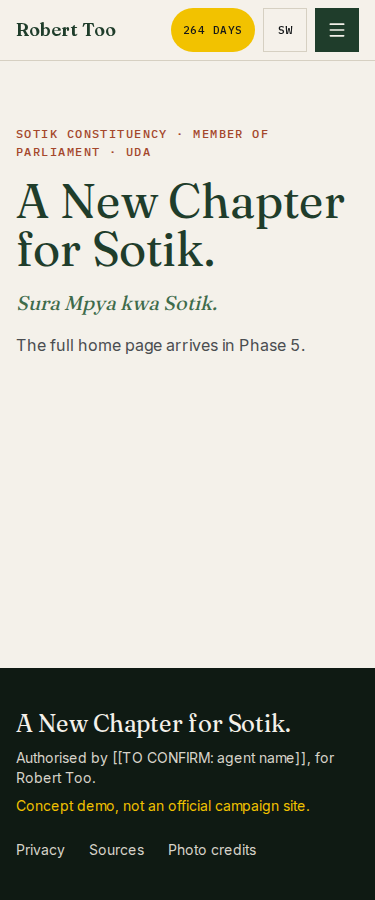 Robert Too
264 DAYS
SW
SOTIK CONSTITUENCY · MEMBER OF
PARLIAMENT · UDA
A New Chapter
for Sotik.
Sura Mpya kwa Sotik.
The full home page arrives in Phase 5.
A New Chapter for Sotik.
Authorised by [[TO CONFIRM: agent name]], for
Robert Too.
Concept demo, not an official campaign site.
Privacy Sources Photo credits